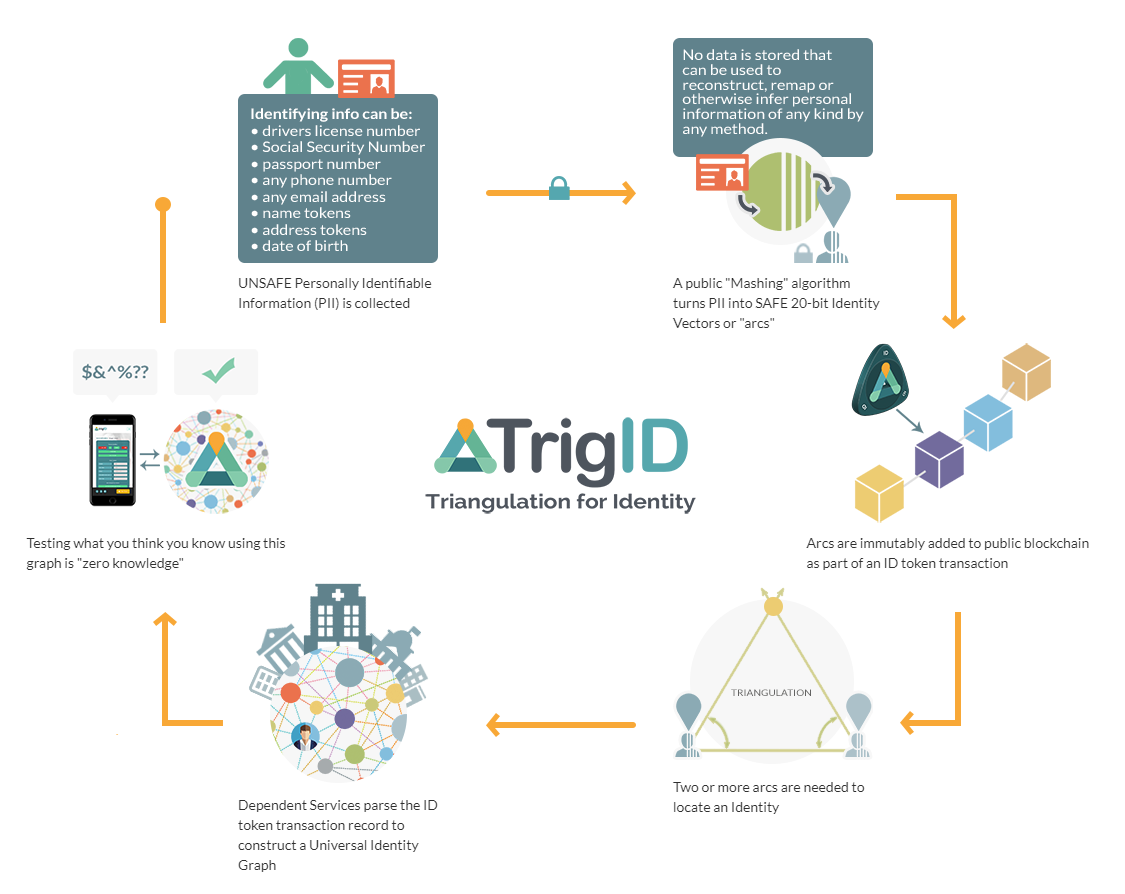 Identifying info can be:
• drivers license number
• Social Security Number
• passport number
• any phone number
• any email address
• name tokens
• address tokens
• date of birth
UNSAFE Personally Identifiable
Information (PII) is collected
No data is stored that
can be used to
reconstruct, remap or
otherwise infer personal
information of any kind by
any method.
A public "Mashing" algorithm
turns PII into SAFE 20-bit Identity
Vectors or "arcs"
$&^%??
TrigID
Triangulation for Identity
Testing what you think you know using this
graph is "zero knowledge"
Arcs are immutably added to public blockchain
as part of an ID token transaction
TRIANGULATION
Two or more arcs are needed to
locate an Identity
Dependent Services parse the ID
token transaction record to
construct a Universal Identity
Graph